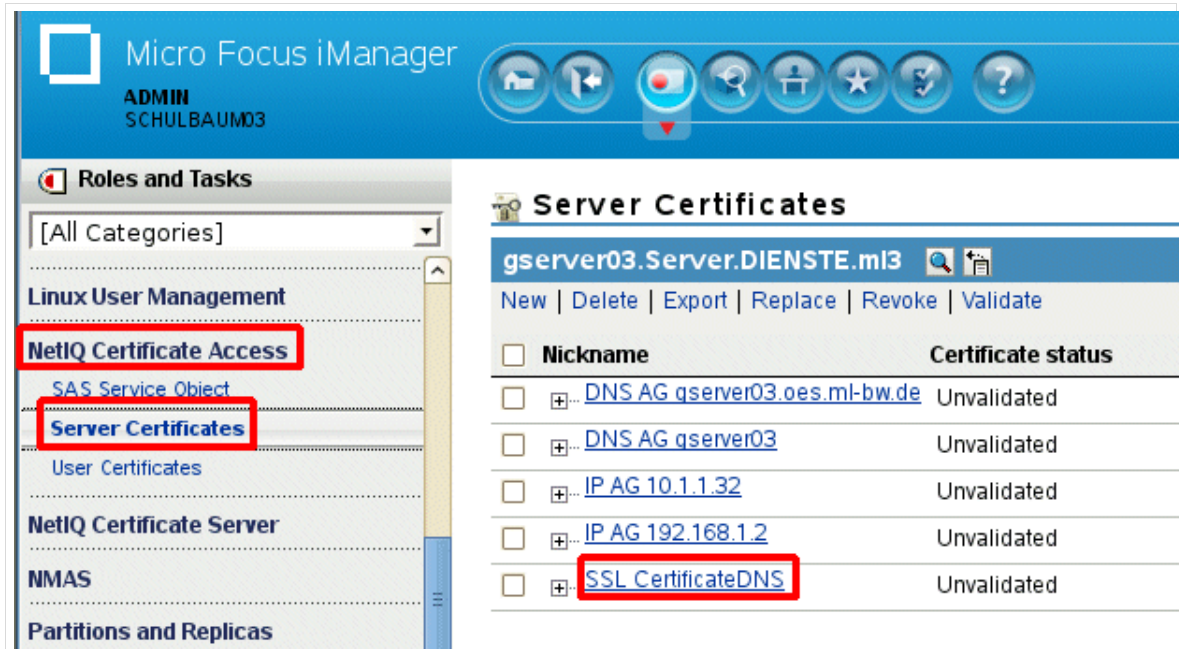 Micro Focus iManager
ADMIN
SCHULBAUM03
Roles and Tasks
[All Categories]
Linux User Management
NetIQ Certificate Access
SAS Service Object
Server Certificates
User Certificates
NetIQ Certificate Server
NMAS
Partitions and Replicas
Server Certificates
gserver03.Server.DIENSTE.ml3
New | Delete | Export | Replace | Revoke | Validate
Nickname Certificate status
DNS AG gserver03.oes.ml-bw.de Unvalidated
DNS AG gserver03 Unvalidated
IP AG 10.1.1.32 Unvalidated
IP AG 192.168.1.2 Unvalidated
SSL CertificateDNS Unvalidated